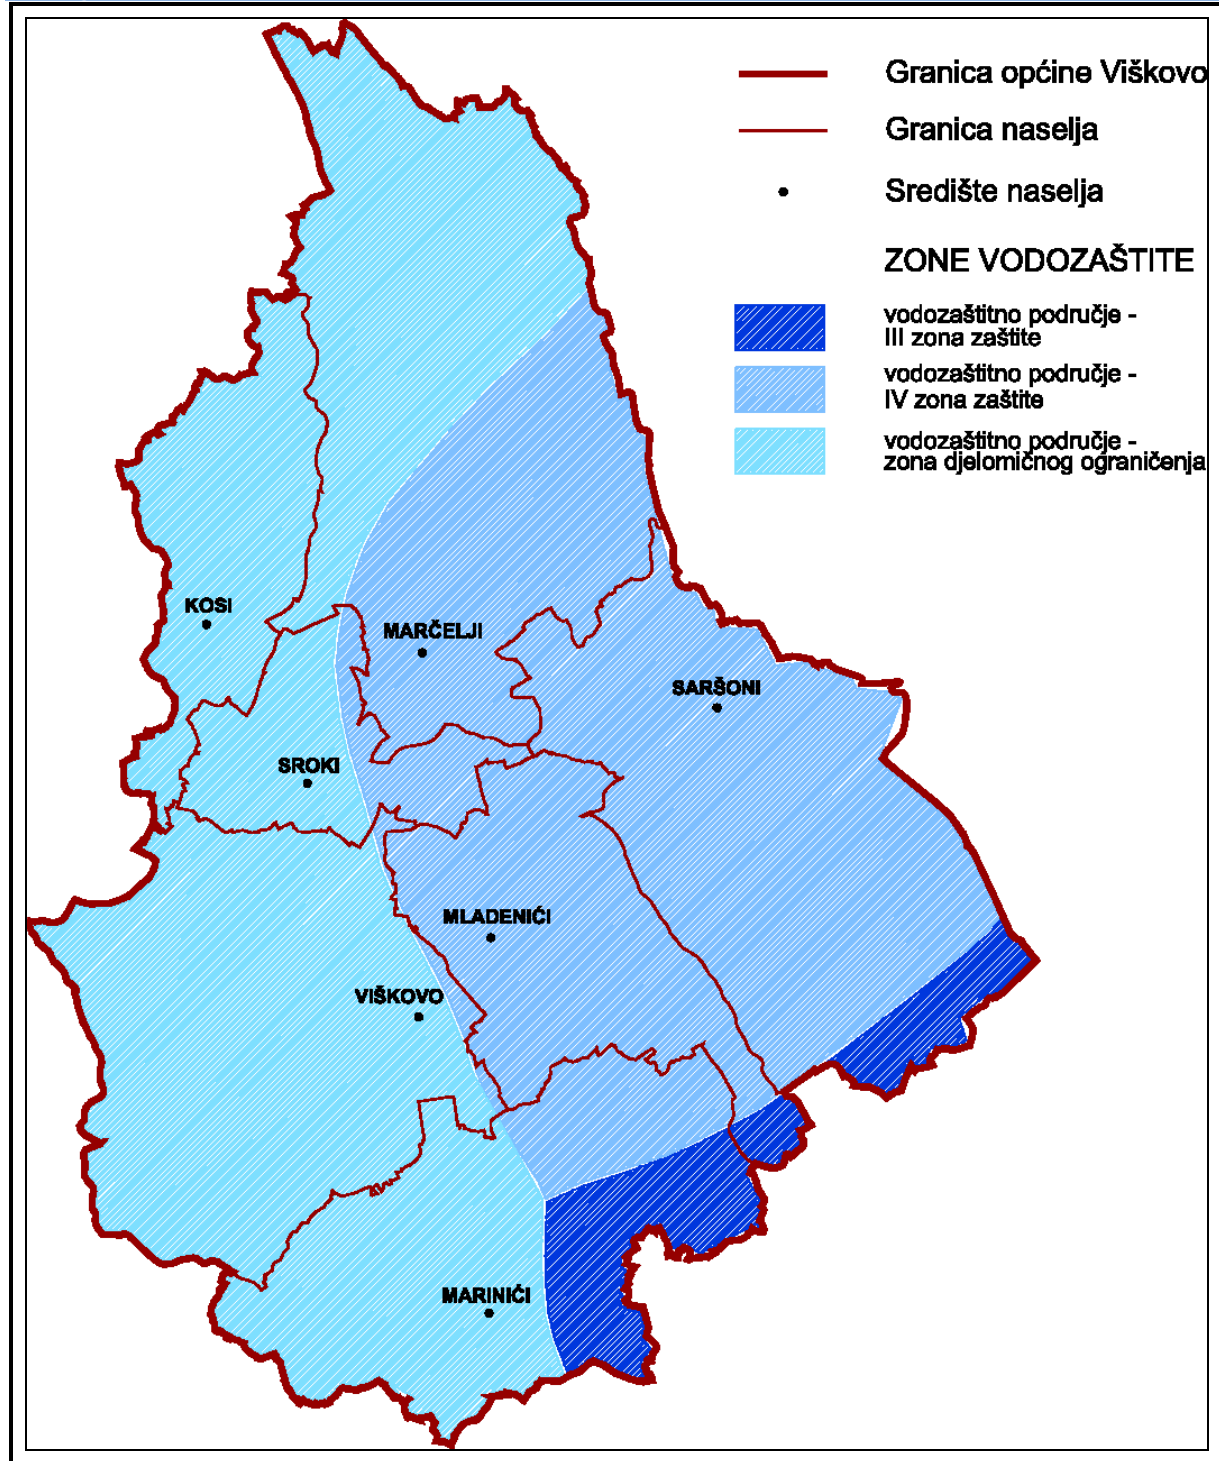 Granica općine Viškovo
Granica naselja
Središte naselja
ZONE VODOZAŠTITE
vodozaštitno područje -
III zona zaštite
vodozaštitno područje -
IV zona zaštite
vodozaštitno područje -
zona djelomičnog ograničenja
KOSI
MARČELJI
SARŠONI
SROKI
MLADENIĆI
VIŠKOVO
MARINIĆI